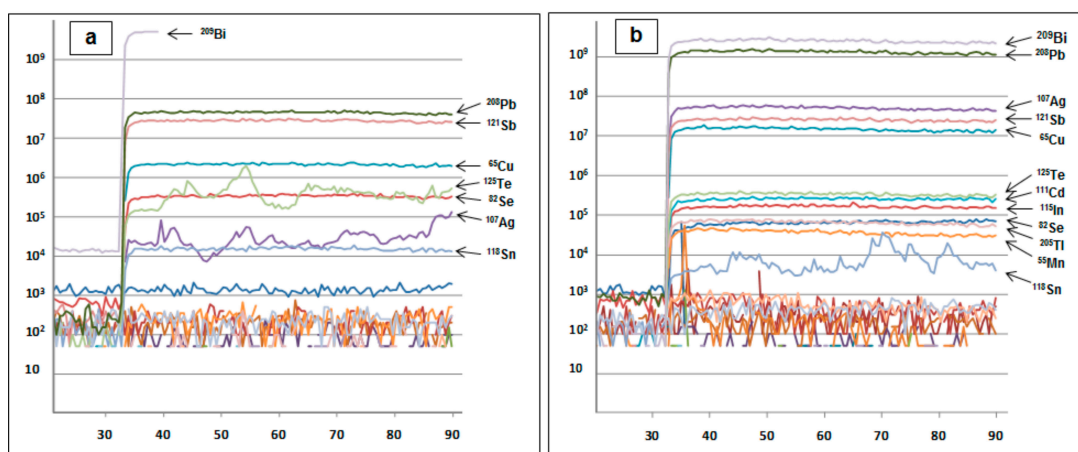 a
²⁰⁹Bi
10⁹
10⁸
²⁰⁸Pb
¹²¹Sb
10⁷
⁶⁵Cu
10⁶
¹²⁵Te
⁸²Se
10⁵
¹⁰⁷Ag
10⁴
¹¹⁸Sn
10³
10²
10
30 40 50 60 70 80 90
b
²⁰⁹Bi
10⁹
²⁰⁸Pb
10⁸
¹⁰⁷Ag
¹²¹Sb
10⁷
⁶⁵Cu
10⁶
¹²⁵Te
¹¹¹Cd
10⁵
¹¹⁵In
⁸²Se
²⁰⁵Tl
10⁴
⁵⁵Mn
¹¹⁸Sn
10³
10²
10
30 40 50 60 70 80 90